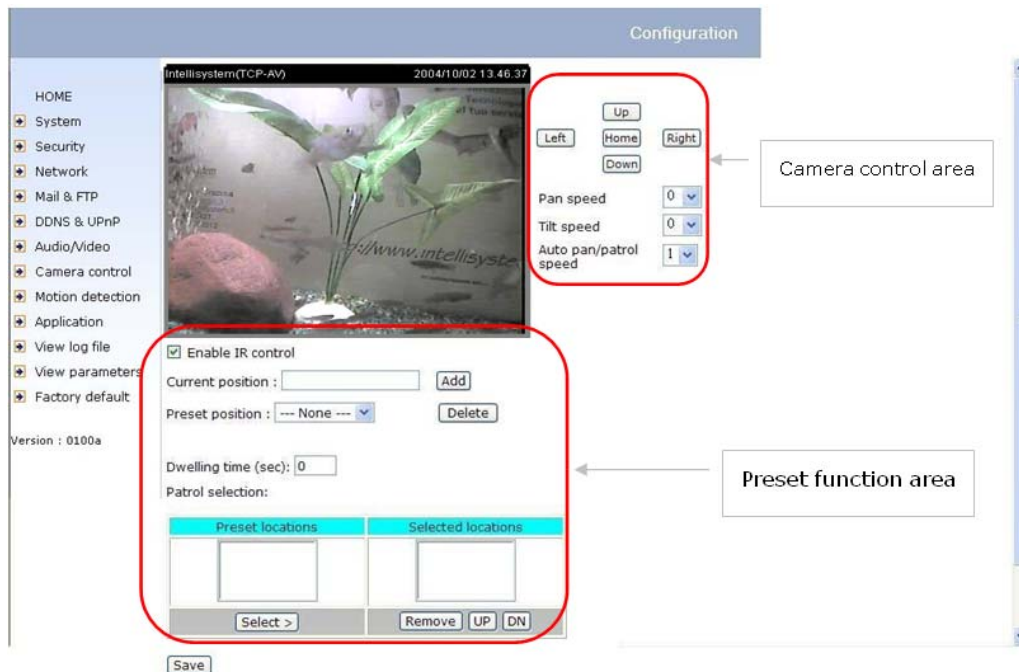 Configuration
HOME
System
Security
Network
Mail & FTP
DDNS & UPnP
Audio/Video
Camera control
Motion detection
Application
View log file
View parameters
Factory default
Version : 0100a
Intellisystem(TCP-AV) 2004/10/02 13.46.37
://www.intellisyste
Up
Left Home Right
Down
Pan speed 0
Tilt speed 0
Auto pan/patrol speed 1
Camera control area
Enable IR control
Current position : Add
Preset position : --- None --- Delete
Dwelling time (sec): 0
Patrol selection:
Preset locations Selected locations
Select > Remove UP DN
Preset function area
Save